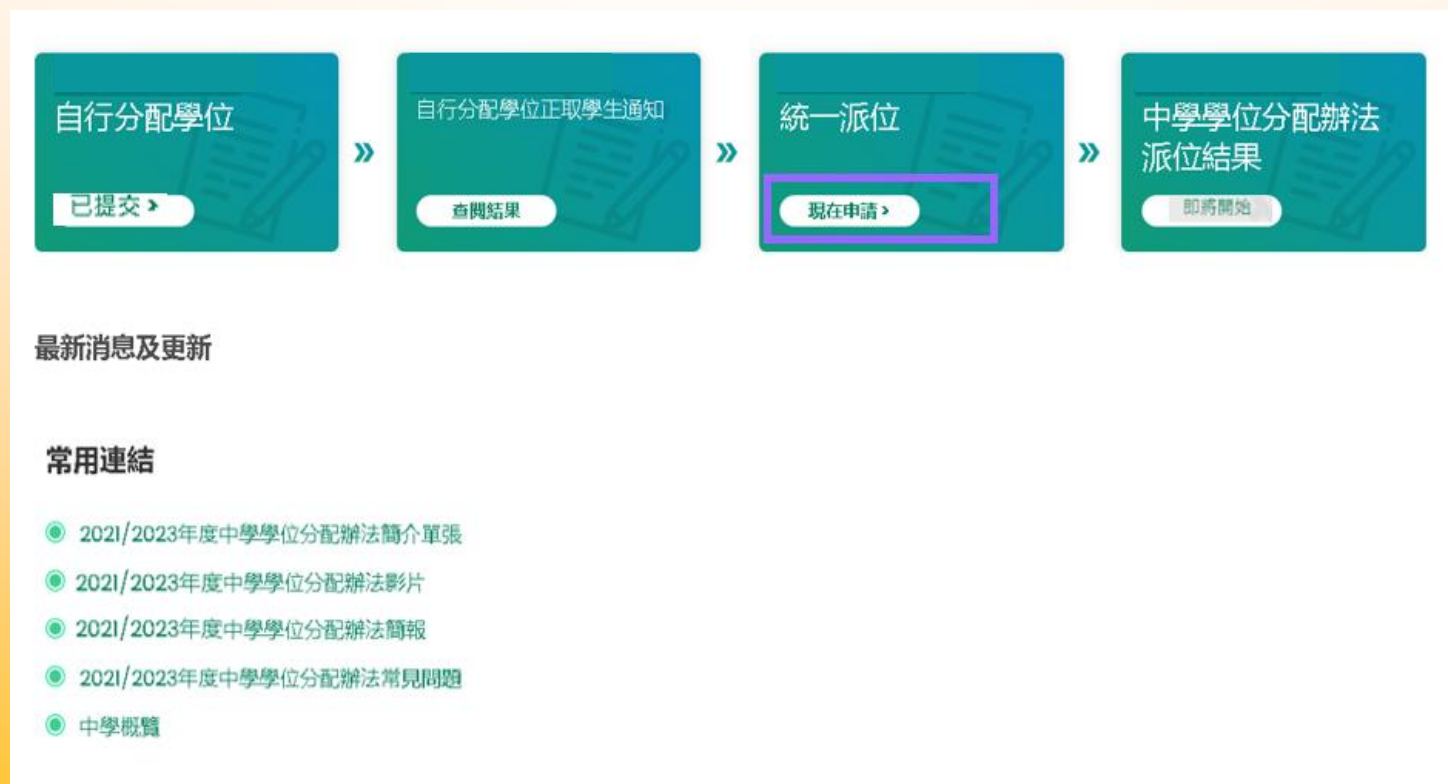 自行分配學位
已提交 >
»
自行分配學位正取學生通知
查閱結果
»
統一派位
現在申請 >
»
中學學位分配辦法
派位結果
即將開始
最新消息及更新
常用連結
2021/2023年度中學學位分配辦法簡介單張
2021/2023年度中學學位分配辦法影片
2021/2023年度中學學位分配辦法簡報
2021/2023年度中學學位分配辦法常見問題
中學概覽